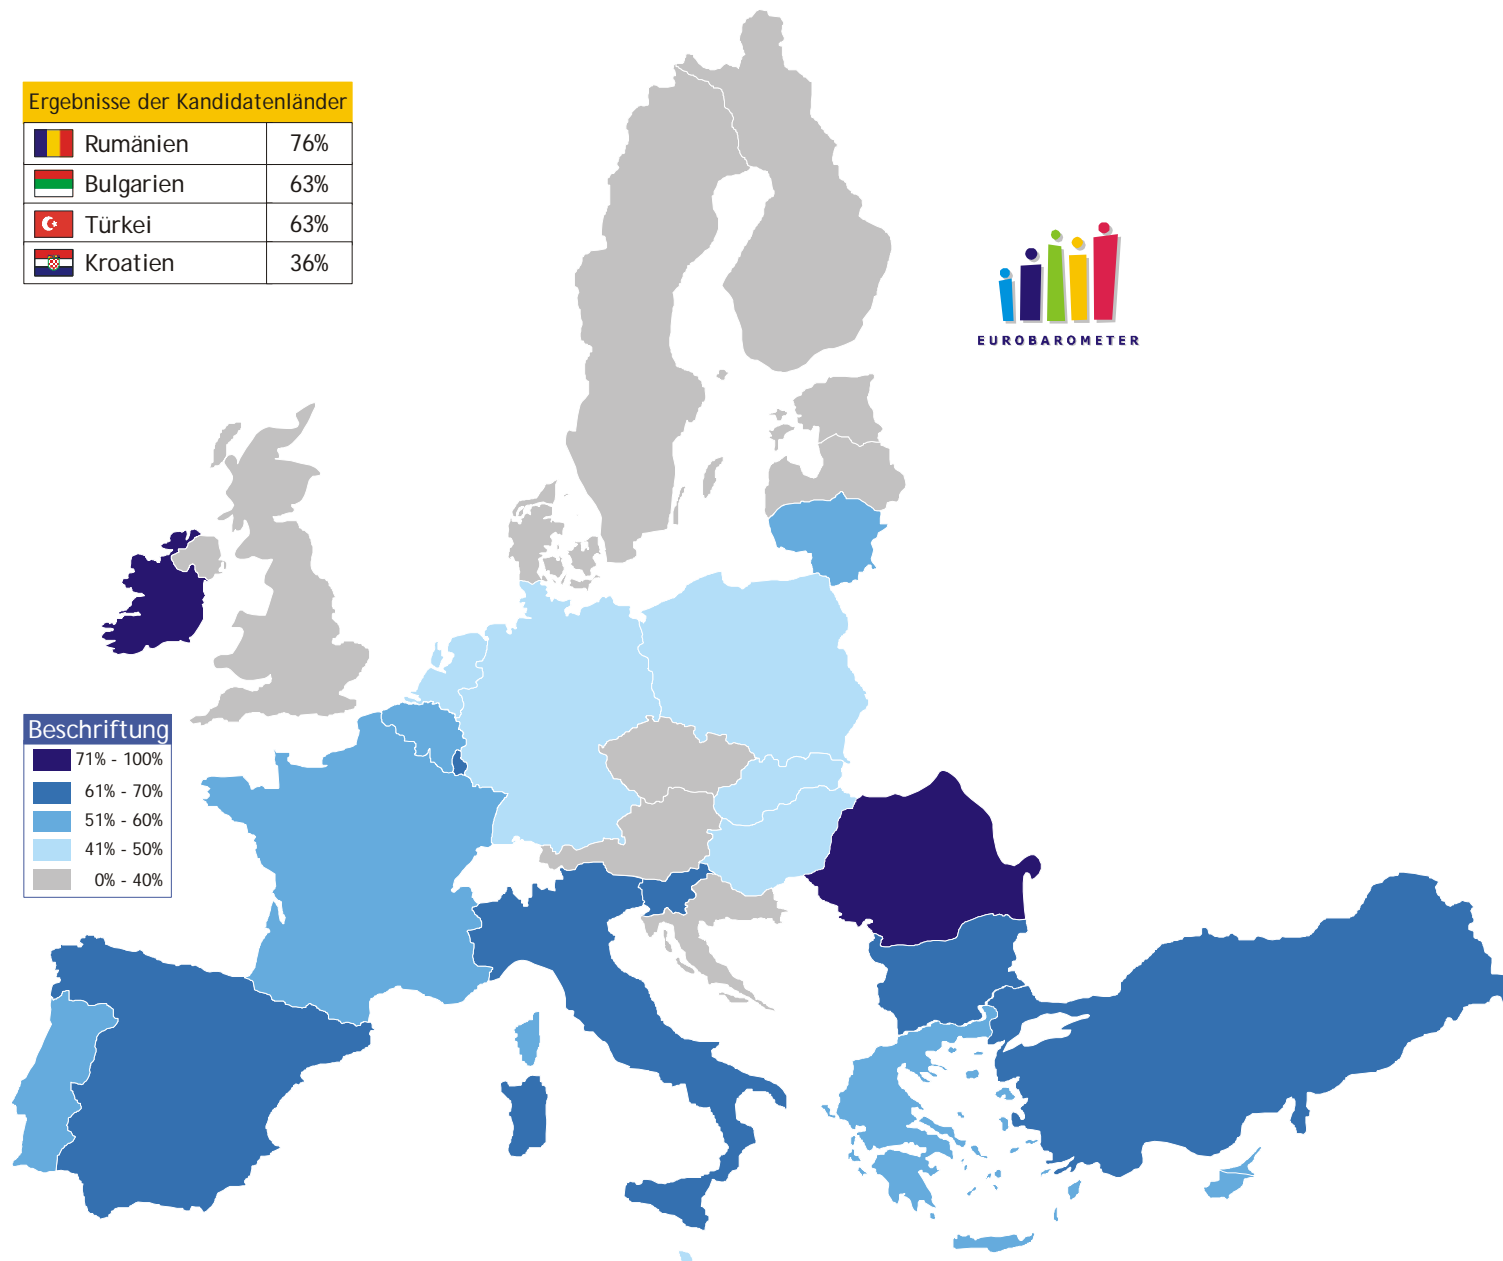 Ergebnisse der Kandidatenländer
Rumänien 76%
Bulgarien 63%
Türkei 63%
Kroatien 36%
EUROBAROMETER
Beschriftung
71% - 100%
61% - 70%
51% - 60%
41% - 50%
0% - 40%